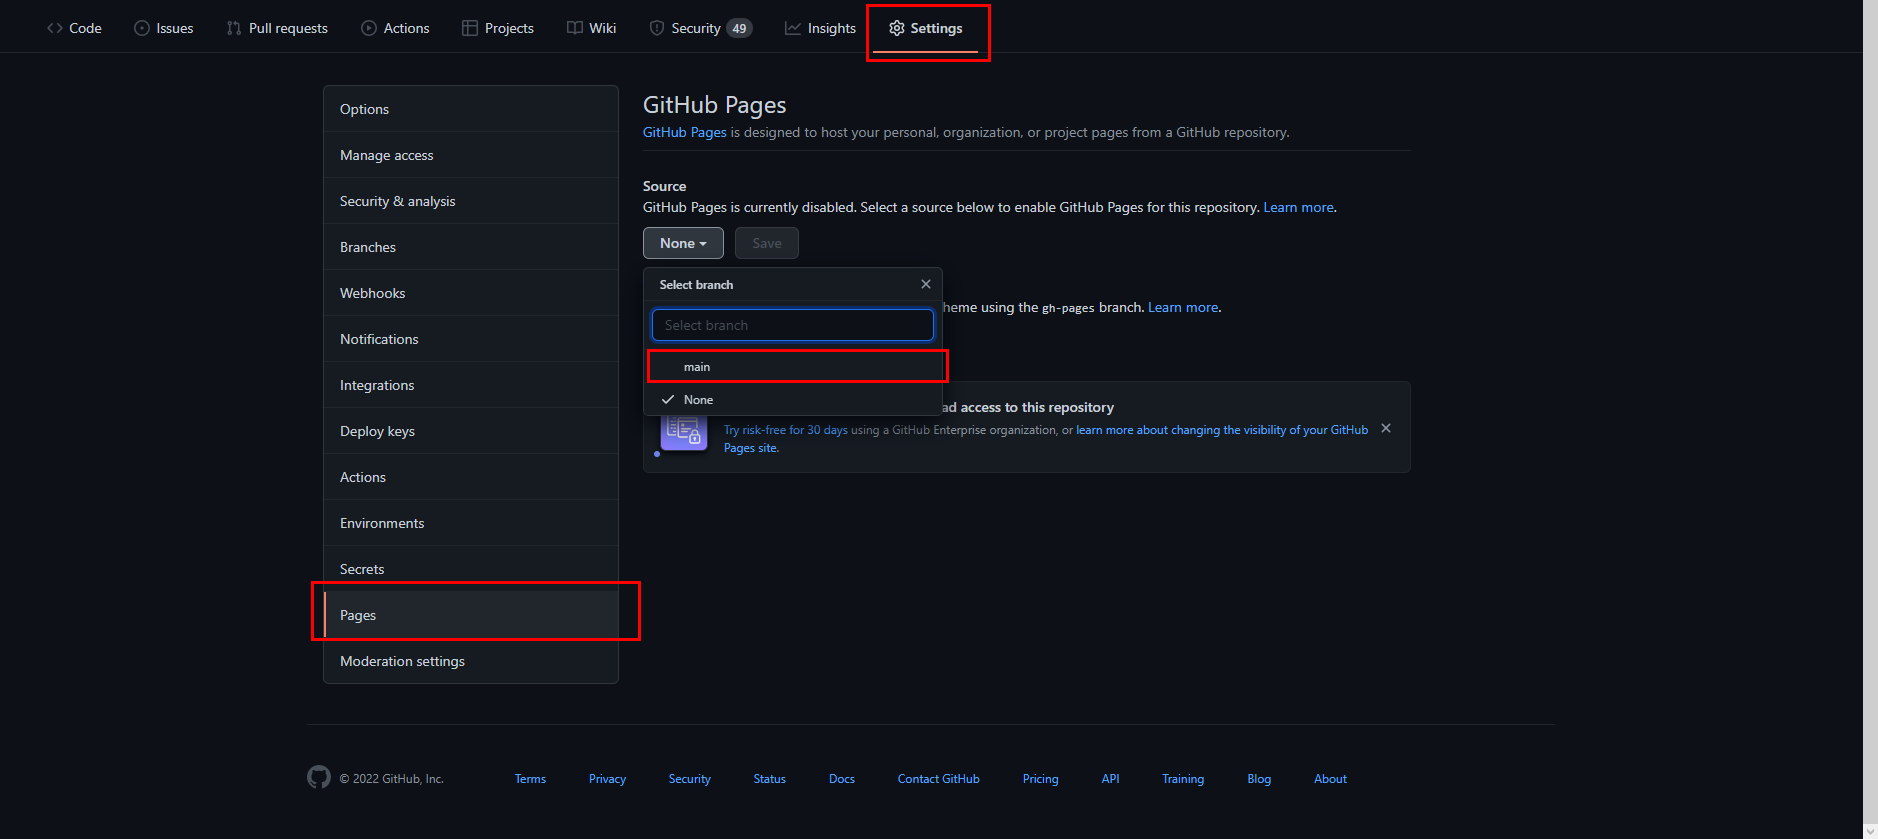 Code Issues Pull requests Actions Projects Wiki Security 49 Insights Settings
Options
Manage access
Security & analysis
Branches
Webhooks
Notifications
Integrations
Deploy keys
Actions
Environments
Secrets
Pages
Moderation settings
GitHub Pages
GitHub Pages is designed to host your personal, organization, or project pages from a GitHub repository.
Source
GitHub Pages is currently disabled. Select a source below to enable GitHub Pages for this repository. Learn more.
None Save
Select branch
heme using the gh-pages branch. Learn more.
Select branch
main
None
ad access to this repository
Try risk-free for 30 days using a GitHub Enterprise organization, or learn more about changing the visibility of your GitHub
Pages site.
© 2022 GitHub, Inc. Terms Privacy Security Status Docs Contact GitHub Pricing API Training Blog About